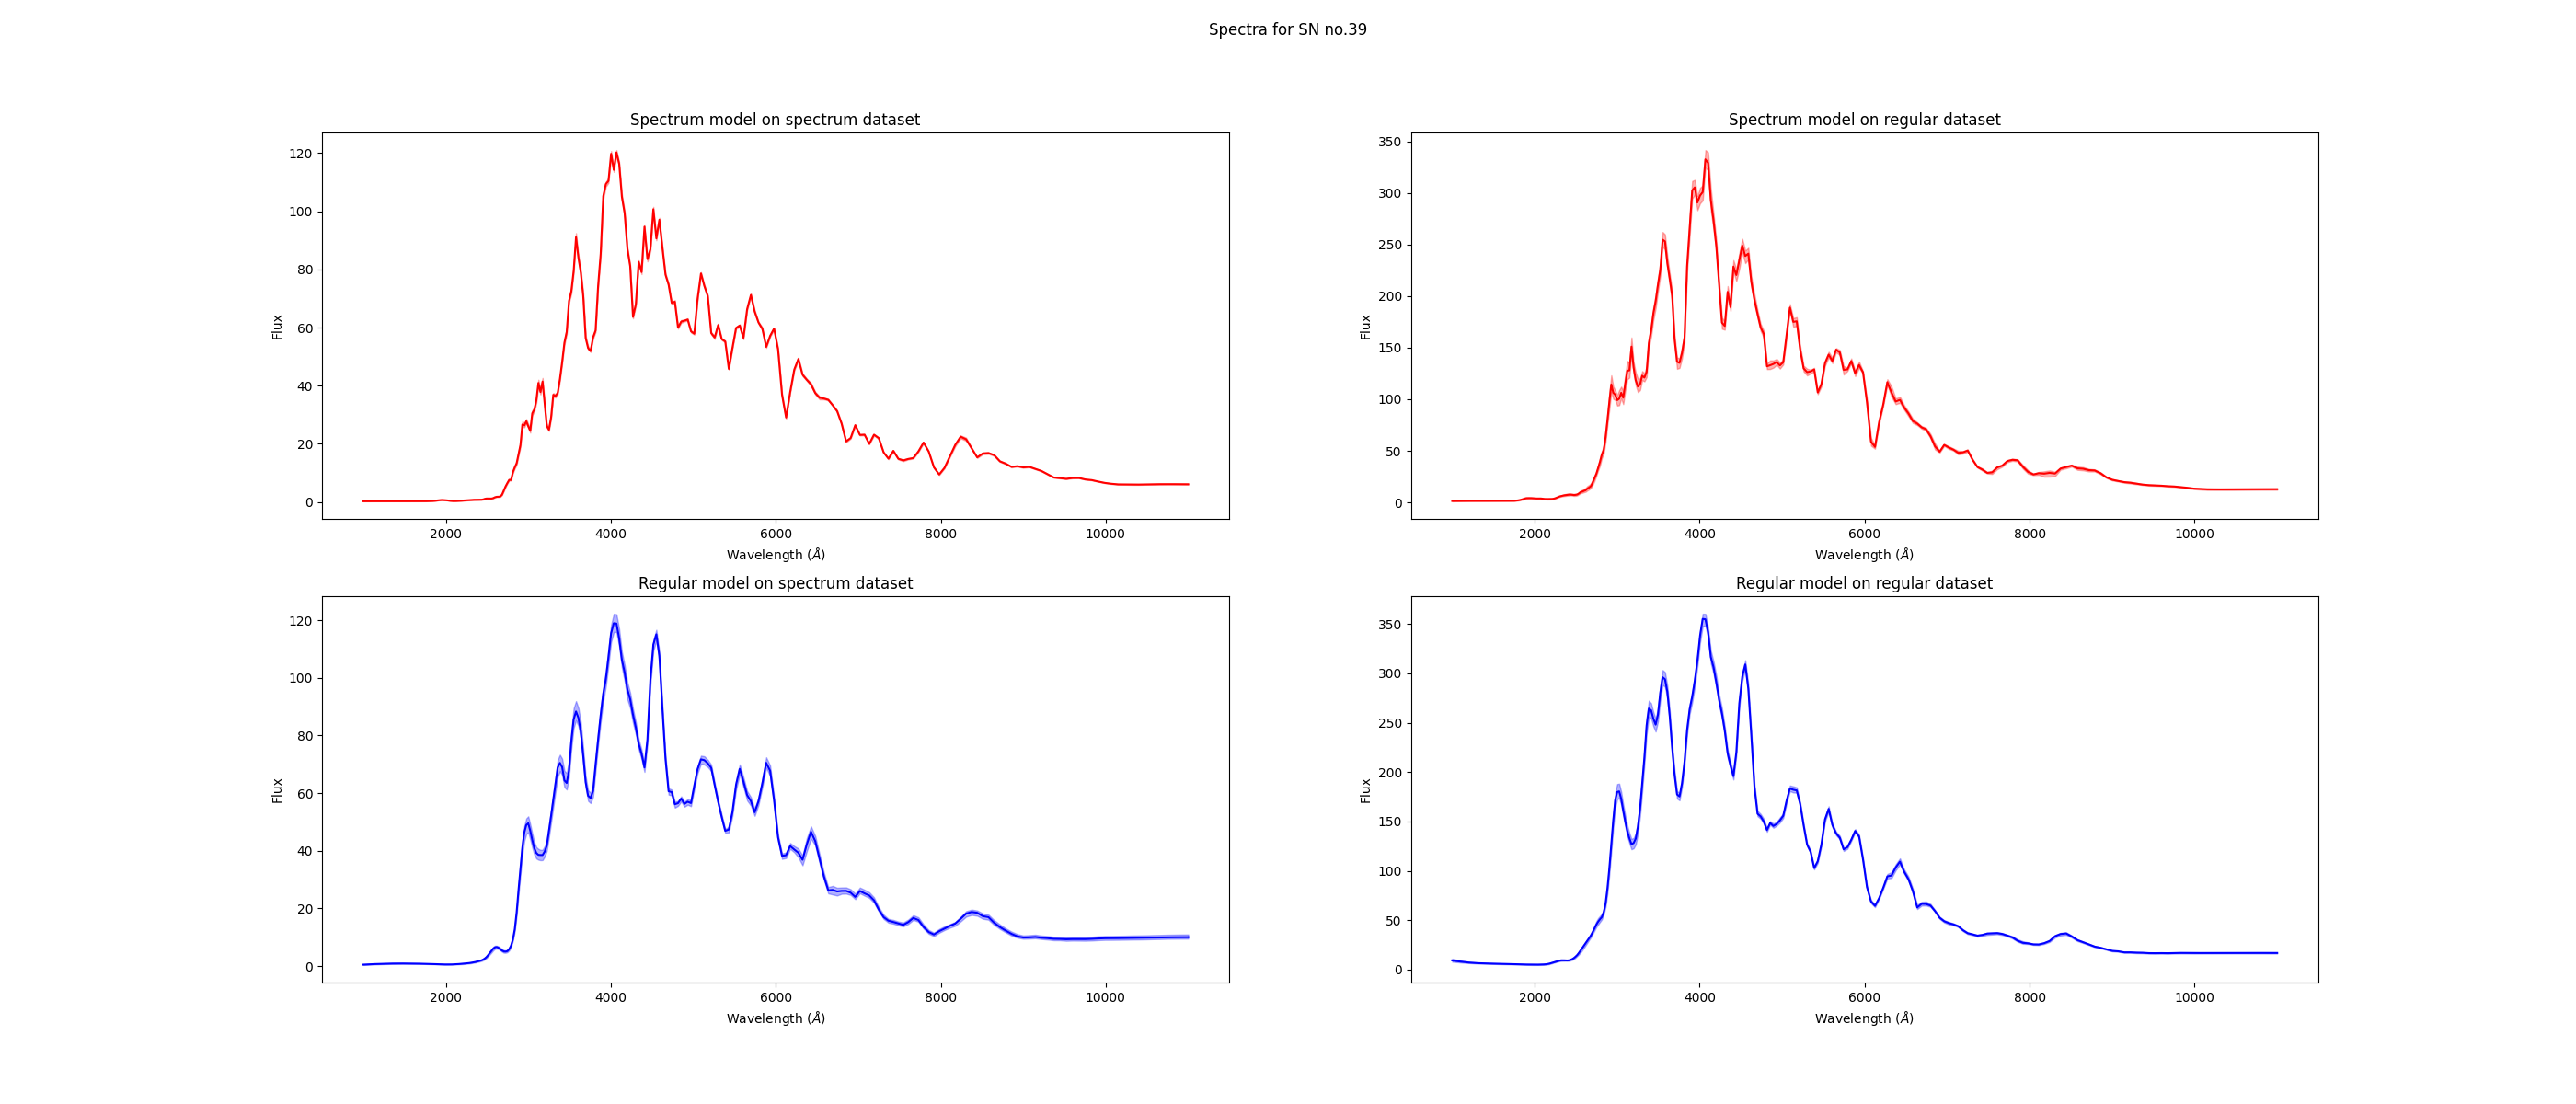 Spectra for SN no.39
Spectrum model on spectrum dataset
120
100
80
60
40
20
0
Flux
2000 4000 6000 8000 10000
Wavelength (Å)
Spectrum model on regular dataset
350
300
250
200
150
100
50
0
Flux
2000 4000 6000 8000 10000
Wavelength (Å)
Regular model on spectrum dataset
120
100
80
60
40
20
0
Flux
2000 4000 6000 8000 10000
Wavelength (Å)
Regular model on regular dataset
350
300
250
200
150
100
50
0
Flux
2000 4000 6000 8000 10000
Wavelength (Å)